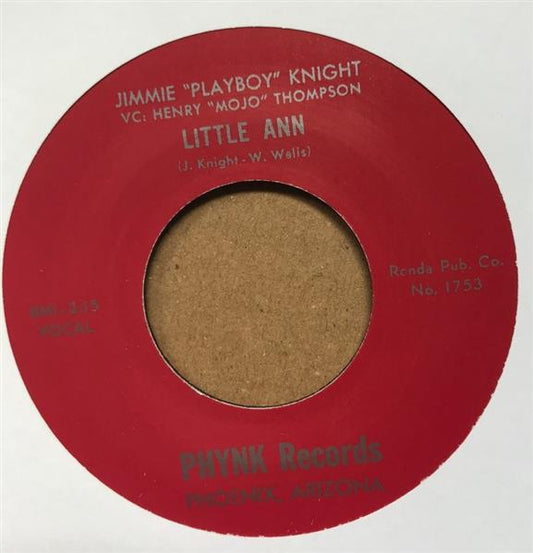 JIMMIE "PLAYBOY" KNIGHT
VC: HENRY "MOJO" THOMPSON
LITTLE ANN
(J. Knight-W. Wells)
Ronda Pub. Co.
No. 1753
BMI - 2:15
VOCAL
PHYNK Records
PHOENIX, ARIZONA